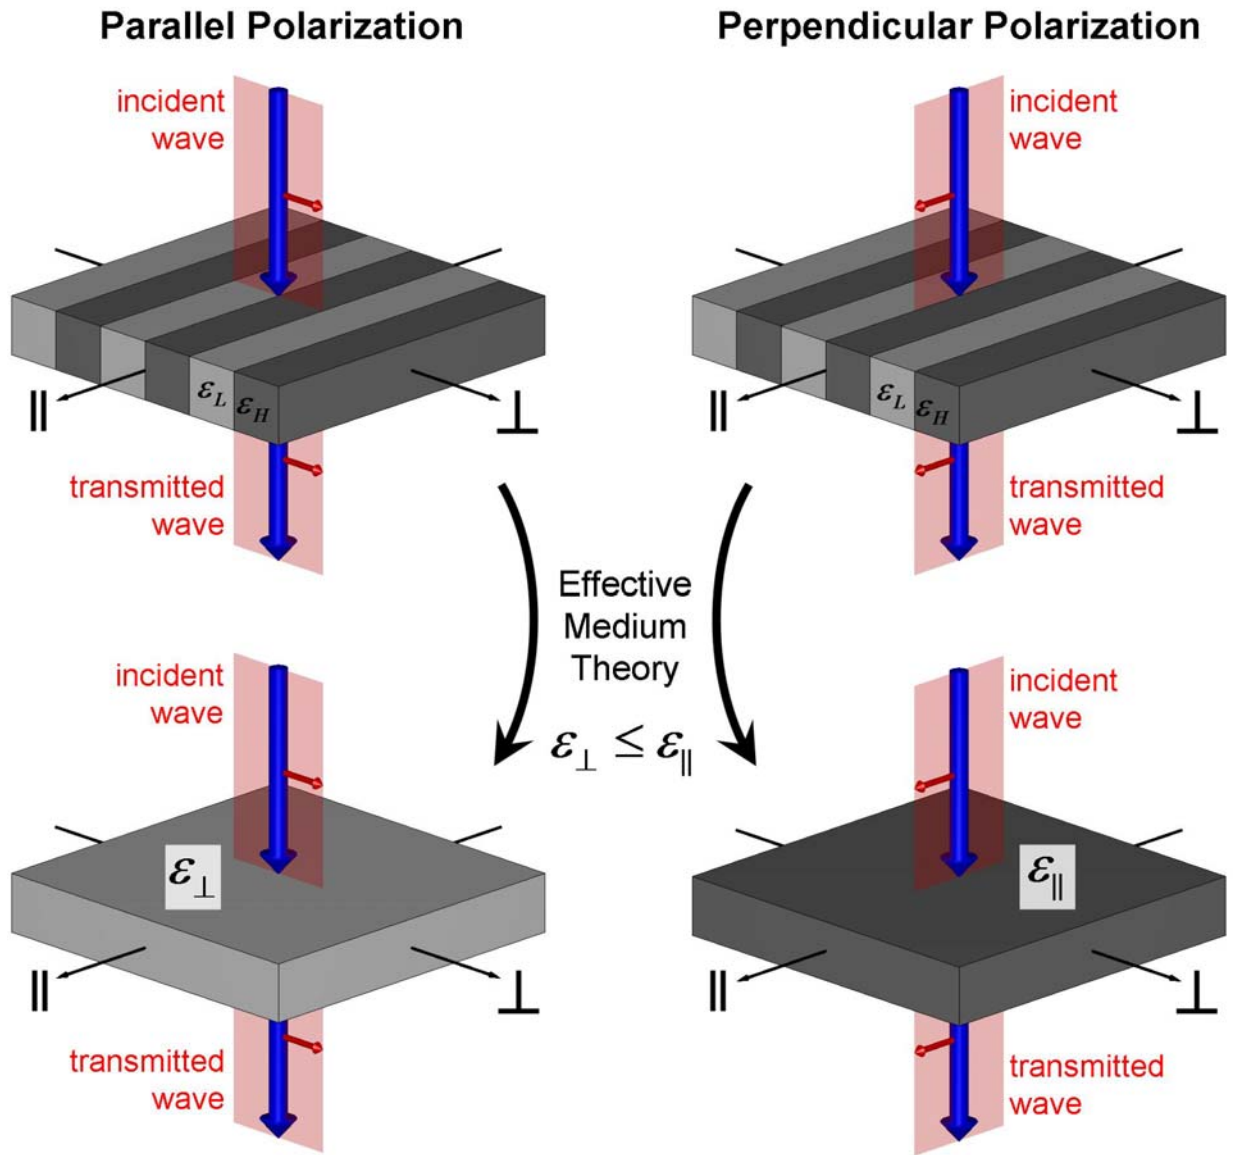 Parallel Polarization
Perpendicular Polarization
incident
wave
incident
wave
ε_L
ε_H
ε_L
ε_H
∥
⊥
∥
⊥
transmitted
wave
transmitted
wave
Effective
Medium
Theory
ε_⊥ ≤ ε_∥
incident
wave
incident
wave
ε_⊥
ε_∥
∥
⊥
∥
⊥
transmitted
wave
transmitted
wave